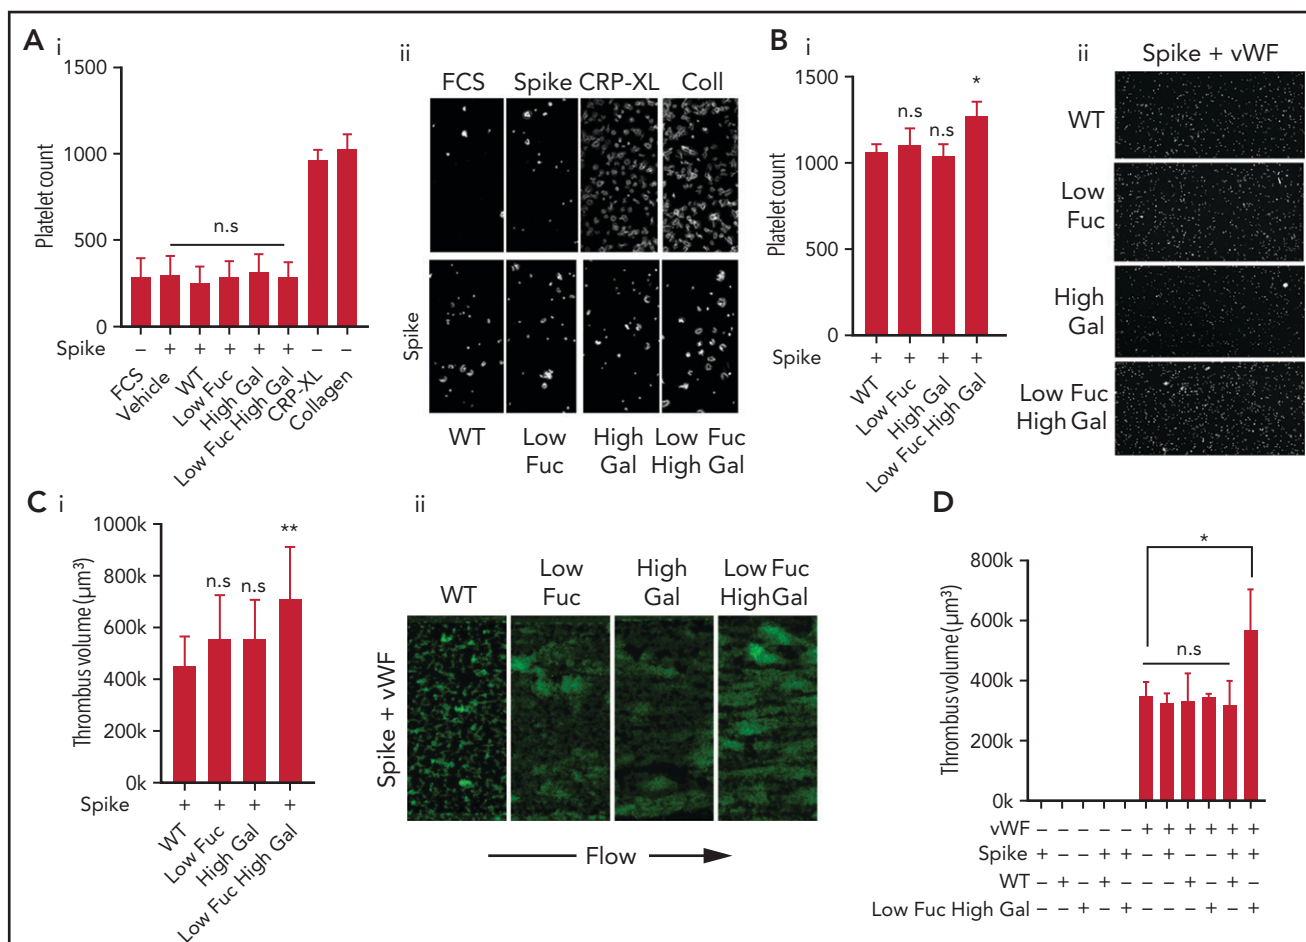 A i
1500
1000
500
0
Platelet count
n.s
Spike
– + + + + + – –
FCS
Vehicle
WT
Low Fuc
High Gal
Low Fuc High Gal
CRP-XL
Collagen
ii
FCS Spike CRP-XL Coll
Spike
WT Low Fuc High Gal Low Fuc High Gal
B i
1500
1000
500
0
Platelet count
n.s
n.s
*
Spike + + + +
WT
Low Fuc
High Gal
Low Fuc High Gal
ii Spike + vWF
WT
Low
Fuc
High
Gal
Low Fuc
High Gal
C i
1000k
800k
600k
400k
200k
0k
Thrombus volume (µm³)
n.s
n.s
**
Spike + + + +
WT
Low Fuc
High Gal
Low Fuc High Gal
ii
WT
Low
Fuc
High
Gal
Low Fuc
High Gal
Spike + vWF
Flow
D
800k
600k
400k
200k
0k
Thrombus volume (µm³)
*
n.s
vWF – – – – – + + + + + +
Spike + – – + + – + – – + +
WT – + – + – – – + – + –
Low Fuc High Gal – – + – + – – – + – +